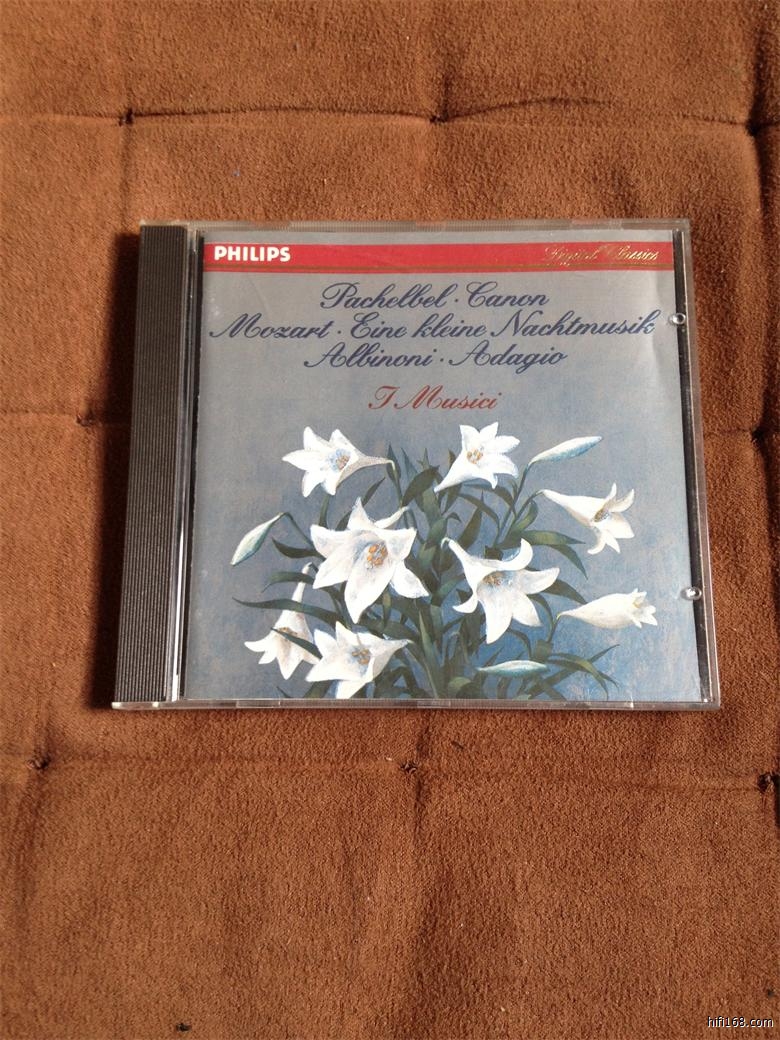 PHILIPS
Digital Classics
Pachelbel · Canon
Mozart · Eine kleine Nachtmusik
Albinoni · Adagio
I Musici
hifi168.com